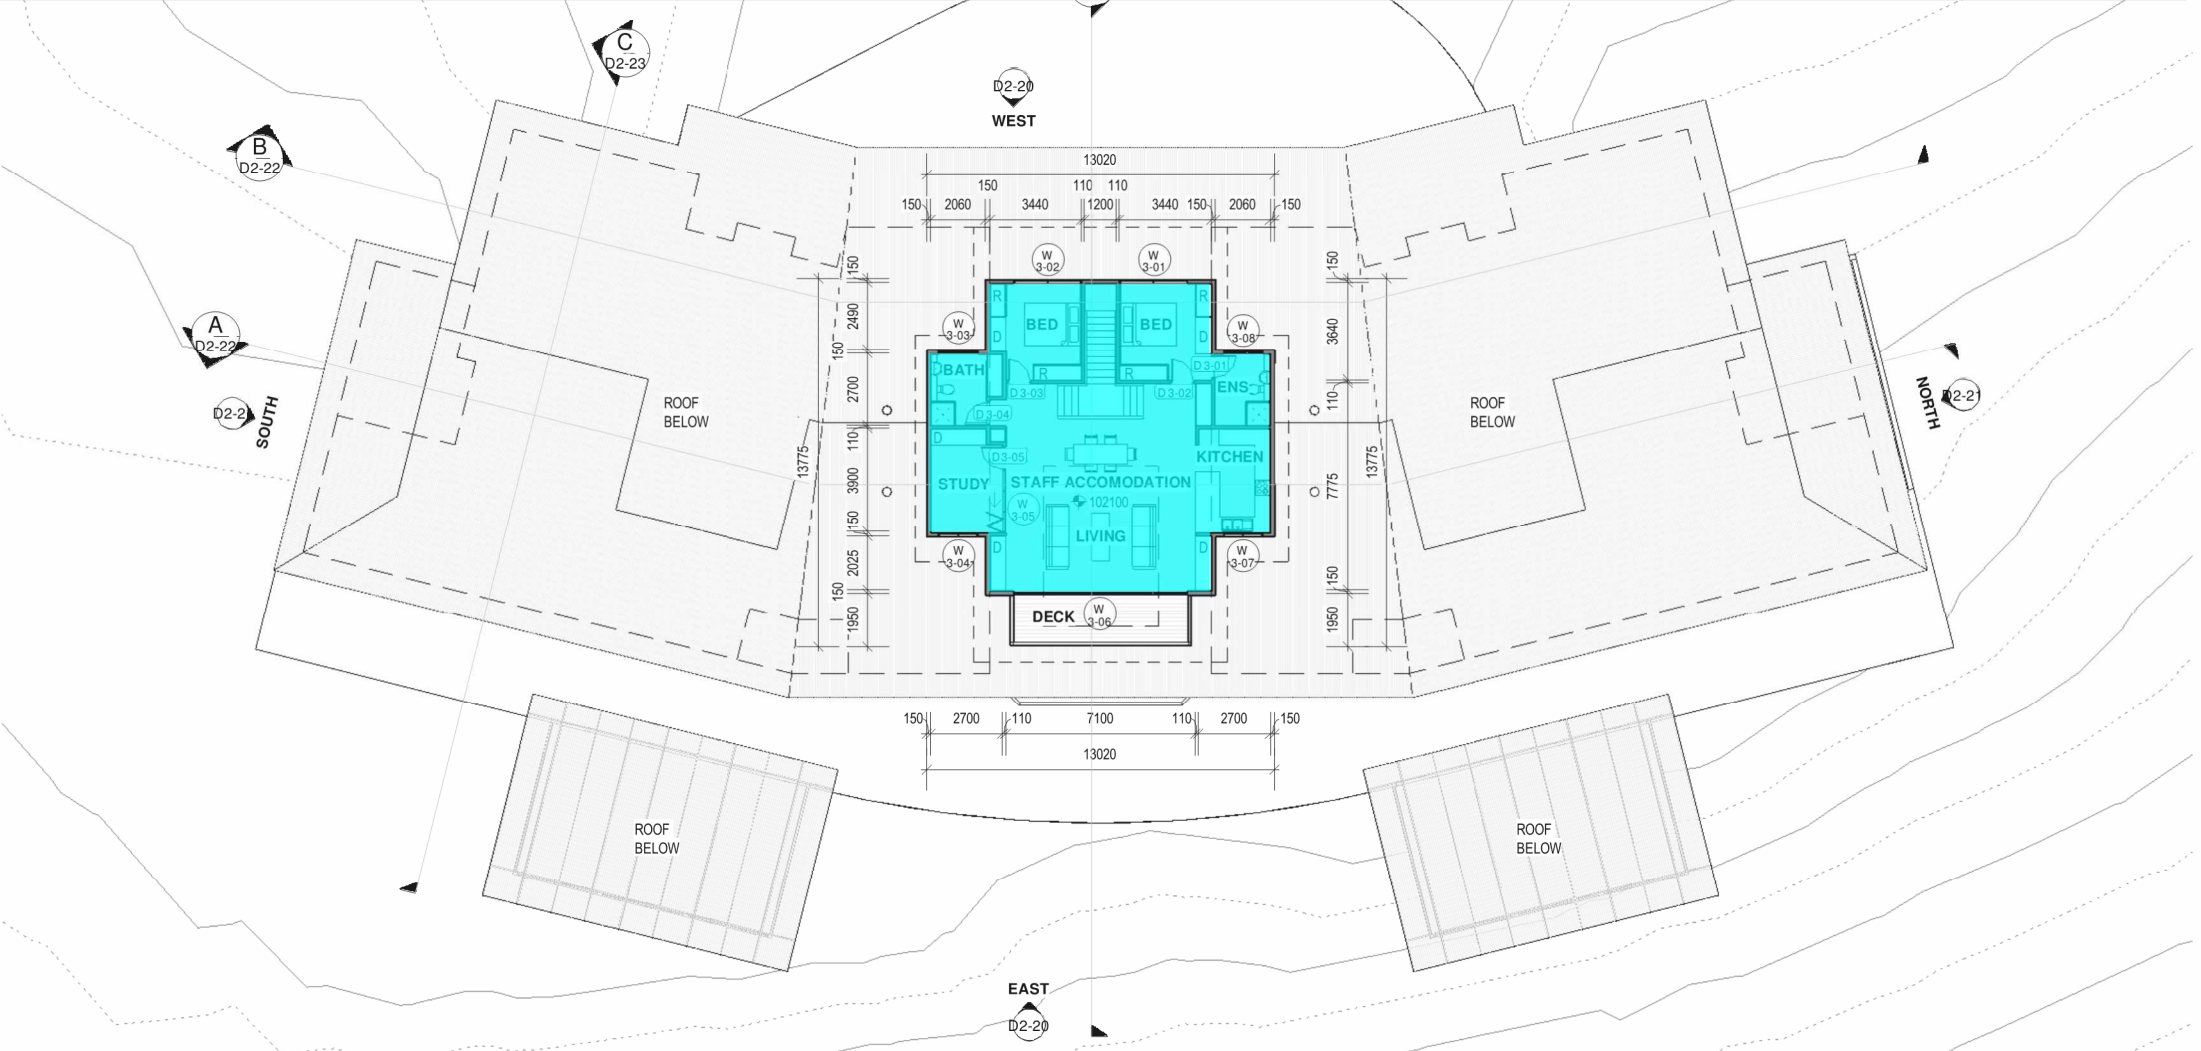 C
D2-23
D2-20
WEST
B
D2-22
A
D2-22
D2-2
SOUTH
NORTH
D2-21
13020
150
110
110
150
2060
3440
1200
3440
150
2060
150
W
3-02
W
3-01
W
3-03
W
3-08
150
2490
150
2700
110
3900
150
2025
150
1950
13775
150
3640
110
7775
150
1950
13775
R
BED
D
R
BED
R
D
R
BATH
D 3-03
D 3-02
D 3-01
ENS
D 3-04
D
D3-05
KITCHEN
STUDY
STAFF ACCOMODATION
102100
W
3-05
LIVING
D
D
W
3-04
W
3-07
DECK
W
3-06
ROOF
BELOW
ROOF
BELOW
150
2700
110
7100
110
2700
150
13020
ROOF
BELOW
ROOF
BELOW
EAST
D2-20